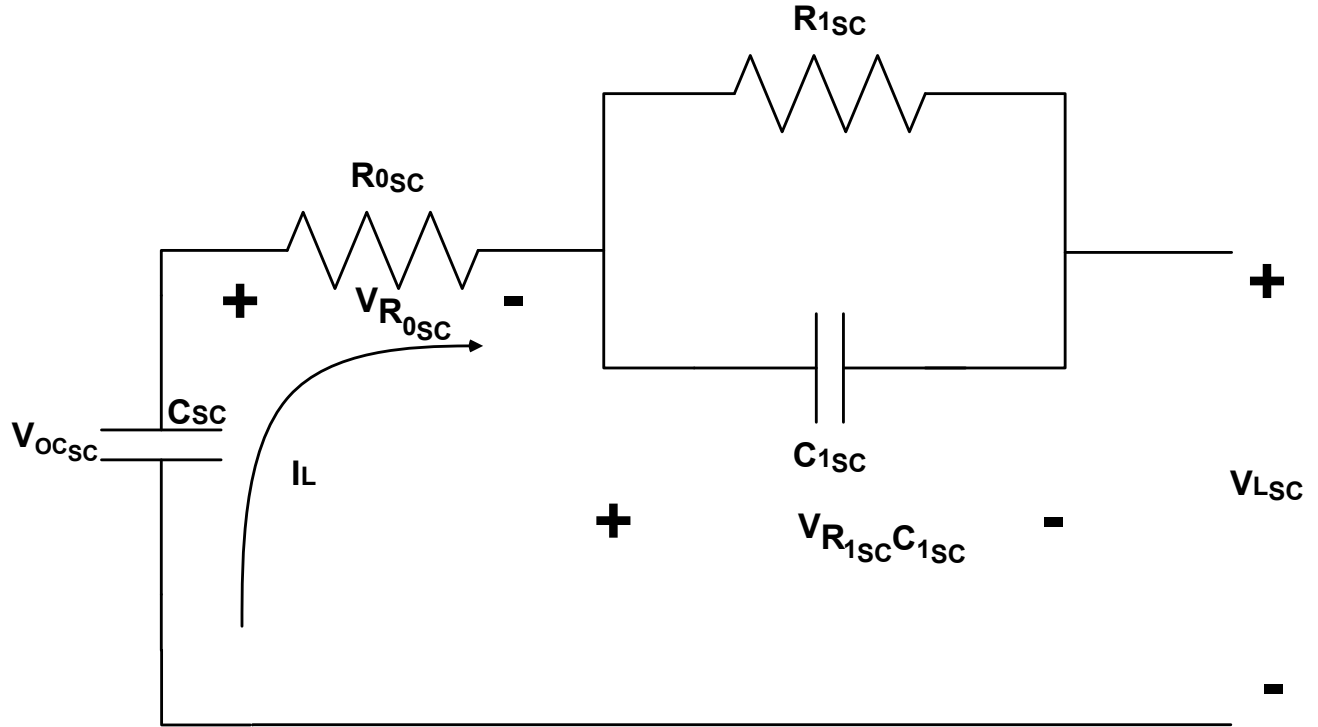 R1SC
R0SC
+ VR0SC -
+
CSC
VOCSC
IL
C1SC
VLSC
+ VR1SCC1SC -
-